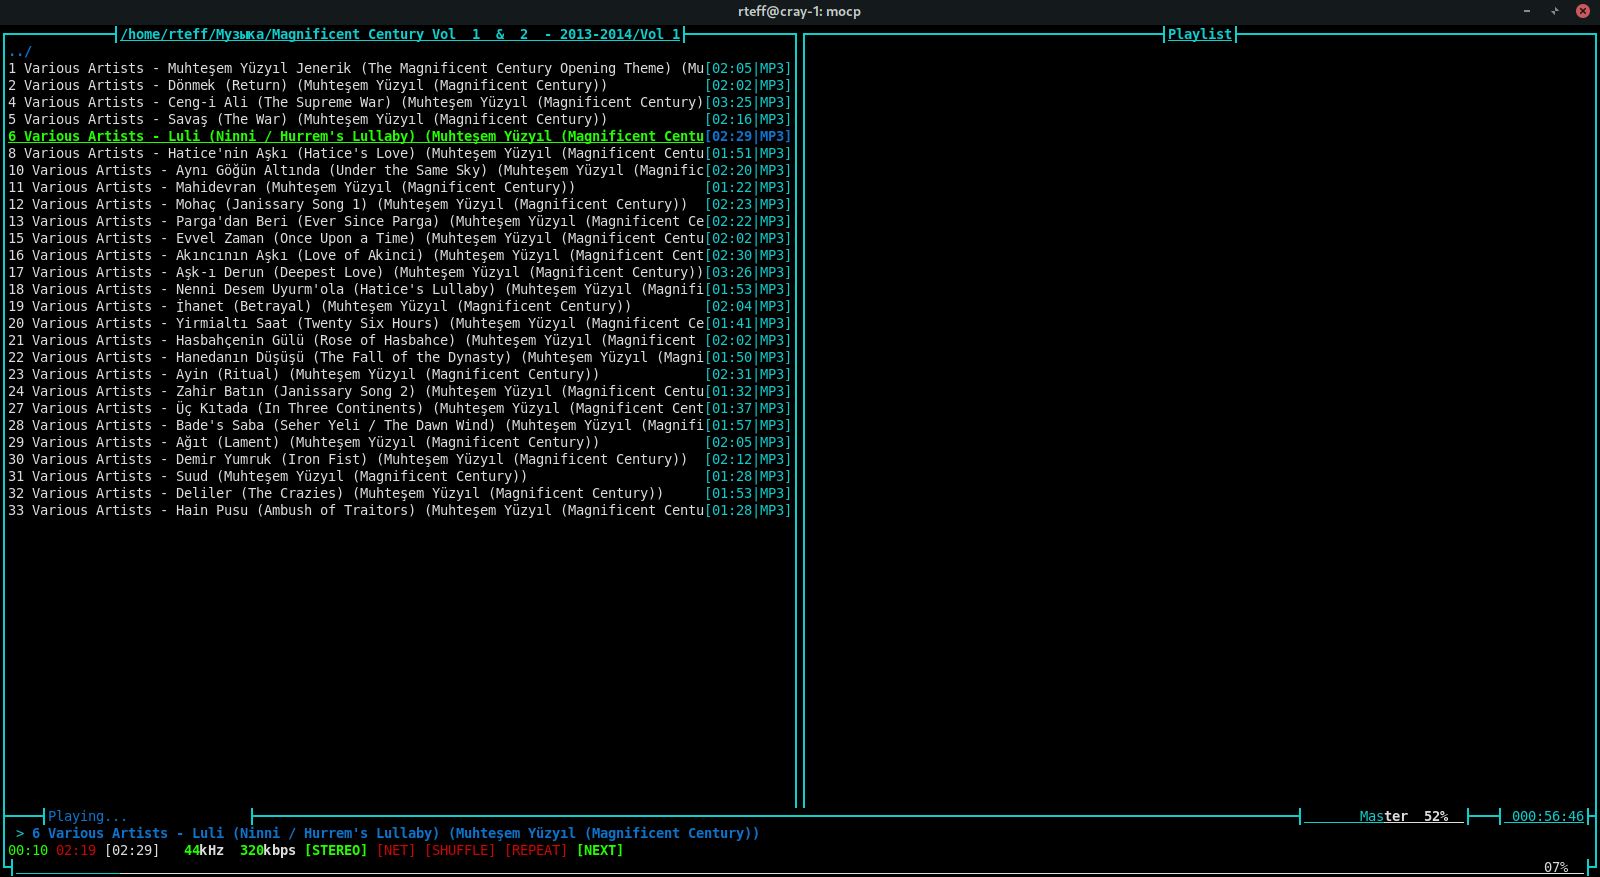 rteff@cray-1: mocp
/home/rteff/Музыка/Magnificent Century Vol  1  &  2  - 2013-2014/Vol 1
Playlist
../
1 Various Artists - Muhteşem Yüzyıl Jenerik (The Magnificent Century Opening Theme) (Mu[02:05|MP3]
2 Various Artists - Dönmek (Return) (Muhteşem Yüzyıl (Magnificent Century)) [02:02|MP3]
4 Various Artists - Ceng-i Ali (The Supreme War) (Muhteşem Yüzyıl (Magnificent Century)[03:25|MP3]
5 Various Artists - Savaş (The War) (Muhteşem Yüzyıl (Magnificent Century)) [02:16|MP3]
6 Various Artists - Luli (Ninni / Hurrem's Lullaby) (Muhteşem Yüzyıl (Magnificent Centu[02:29|MP3]
8 Various Artists - Hatice'nin Aşkı (Hatice's Love) (Muhteşem Yüzyıl (Magnificent Centu[01:51|MP3]
10 Various Artists - Aynı Göğün Altında (Under the Same Sky) (Muhteşem Yüzyıl (Magnific[02:20|MP3]
11 Various Artists - Mahidevran (Muhteşem Yüzyıl (Magnificent Century)) [01:22|MP3]
12 Various Artists - Mohaç (Janissary Song 1) (Muhteşem Yüzyıl (Magnificent Century)) [02:23|MP3]
13 Various Artists - Parga'dan Beri (Ever Since Parga) (Muhteşem Yüzyıl (Magnificent Ce[02:22|MP3]
15 Various Artists - Evvel Zaman (Once Upon a Time) (Muhteşem Yüzyıl (Magnificent Centu[02:02|MP3]
16 Various Artists - Akıncının Aşkı (Love of Akinci) (Muhteşem Yüzyıl (Magnificent Cent[02:30|MP3]
17 Various Artists - Aşk-ı Derun (Deepest Love) (Muhteşem Yüzyıl (Magnificent Century))[03:26|MP3]
18 Various Artists - Nenni Desem Uyurm'ola (Hatice's Lullaby) (Muhteşem Yüzyıl (Magnifi[01:53|MP3]
19 Various Artists - İhanet (Betrayal) (Muhteşem Yüzyıl (Magnificent Century)) [02:04|MP3]
20 Various Artists - Yirmialtı Saat (Twenty Six Hours) (Muhteşem Yüzyıl (Magnificent Ce[01:41|MP3]
21 Various Artists - Hasbahçenin Gülü (Rose of Hasbahce) (Muhteşem Yüzyıl (Magnificent [02:02|MP3]
22 Various Artists - Hanedanın Düşüşü (The Fall of the Dynasty) (Muhteşem Yüzyıl (Magni[01:50|MP3]
23 Various Artists - Ayin (Ritual) (Muhteşem Yüzyıl (Magnificent Century)) [02:31|MP3]
24 Various Artists - Zahir Batın (Janissary Song 2) (Muhteşem Yüzyıl (Magnificent Centu[01:32|MP3]
27 Various Artists - Üç Kıtada (In Three Continents) (Muhteşem Yüzyıl (Magnificent Cent[01:37|MP3]
28 Various Artists - Bade's Saba (Seher Yeli / The Dawn Wind) (Muhteşem Yüzyıl (Magnifi[01:57|MP3]
29 Various Artists - Ağıt (Lament) (Muhteşem Yüzyıl (Magnificent Century)) [02:05|MP3]
30 Various Artists - Demir Yumruk (Iron Fist) (Muhteşem Yüzyıl (Magnificent Century)) [02:12|MP3]
31 Various Artists - Suud (Muhteşem Yüzyıl (Magnificent Century)) [01:28|MP3]
32 Various Artists - Deliler (The Crazies) (Muhteşem Yüzyıl (Magnificent Century)) [01:53|MP3]
33 Various Artists - Hain Pusu (Ambush of Traitors) (Muhteşem Yüzyıl (Magnificent Centu[01:28|MP3]
Playing... Master 52% 000:56:46
> 6 Various Artists - Luli (Ninni / Hurrem's Lullaby) (Muhteşem Yüzyıl (Magnificent Century))
00:10 02:19 [02:29] 44kHz 320kbps [STEREO] [NET] [SHUFFLE] [REPEAT] [NEXT]
07%